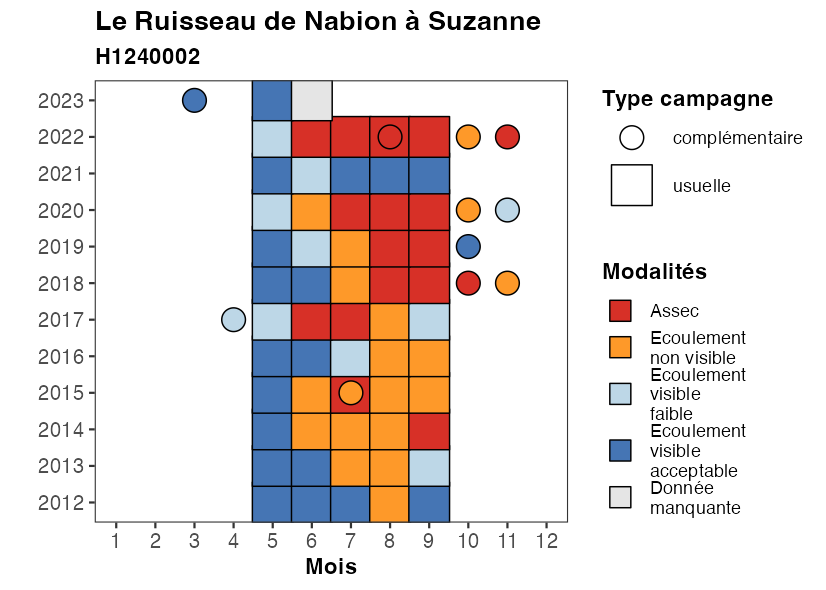 Le Ruisseau de Nabion à Suzanne
H1240002
2023
2022
2021
2020
2019
2018
2017
2016
2015
2014
2013
2012
1 2 3 4 5 6 7 8 9 10 11 12
Mois
Type campagne
complémentaire
usuelle
Modalités
Assec
Ecoulement
non visible
Ecoulement
visible
faible
Ecoulement
visible
acceptable
Donnée
manquante